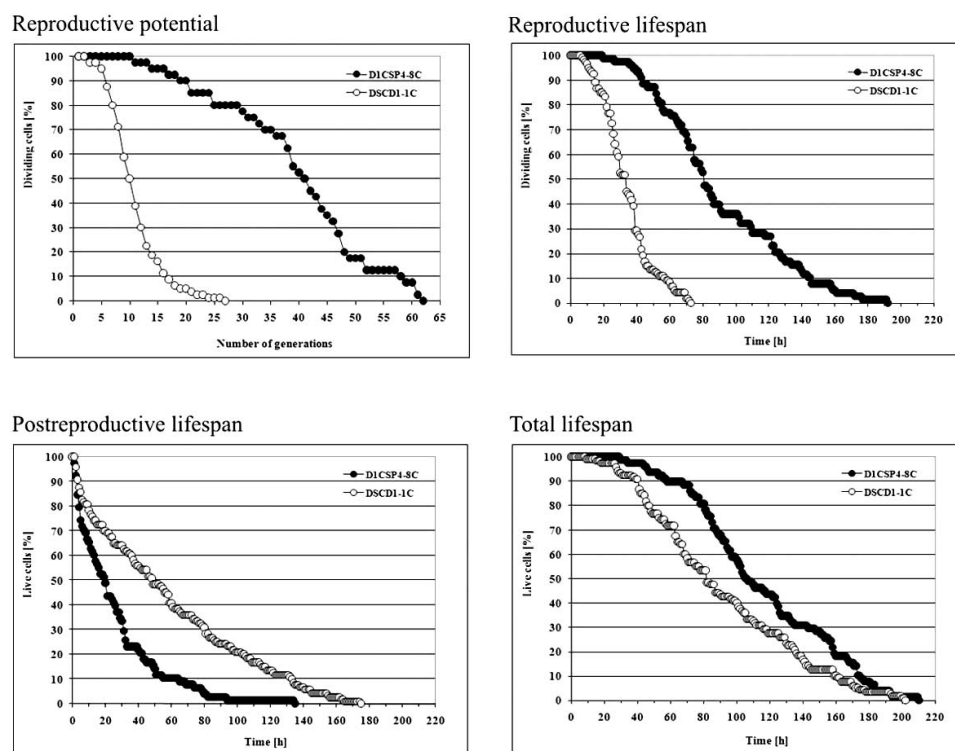 Reproductive potential
100
90
80
70
60
50
40
30
20
10
0
Dividing cells [%]
D1CSP4-8C
DSCD1-1C
0 5 10 15 20 25 30 35 40 45 50 55 60 65
Number of generations
Reproductive lifespan
100
90
80
70
60
50
40
30
20
10
0
Dividing cells [%]
D1CSP4-8C
DSCD1-1C
0 20 40 60 80 100 120 140 160 180 200 220
Time [h]
Postreproductive lifespan
100
90
80
70
60
50
40
30
20
10
0
Live cells [%]
D1CSP4-8C
DSCD1-1C
0 20 40 60 80 100 120 140 160 180 200 220
Time [h]
Total lifespan
100
90
80
70
60
50
40
30
20
10
0
Live cells [%]
D1CSP4-8C
DSCD1-1C
0 20 40 60 80 100 120 140 160 180 200 220
Time [h]